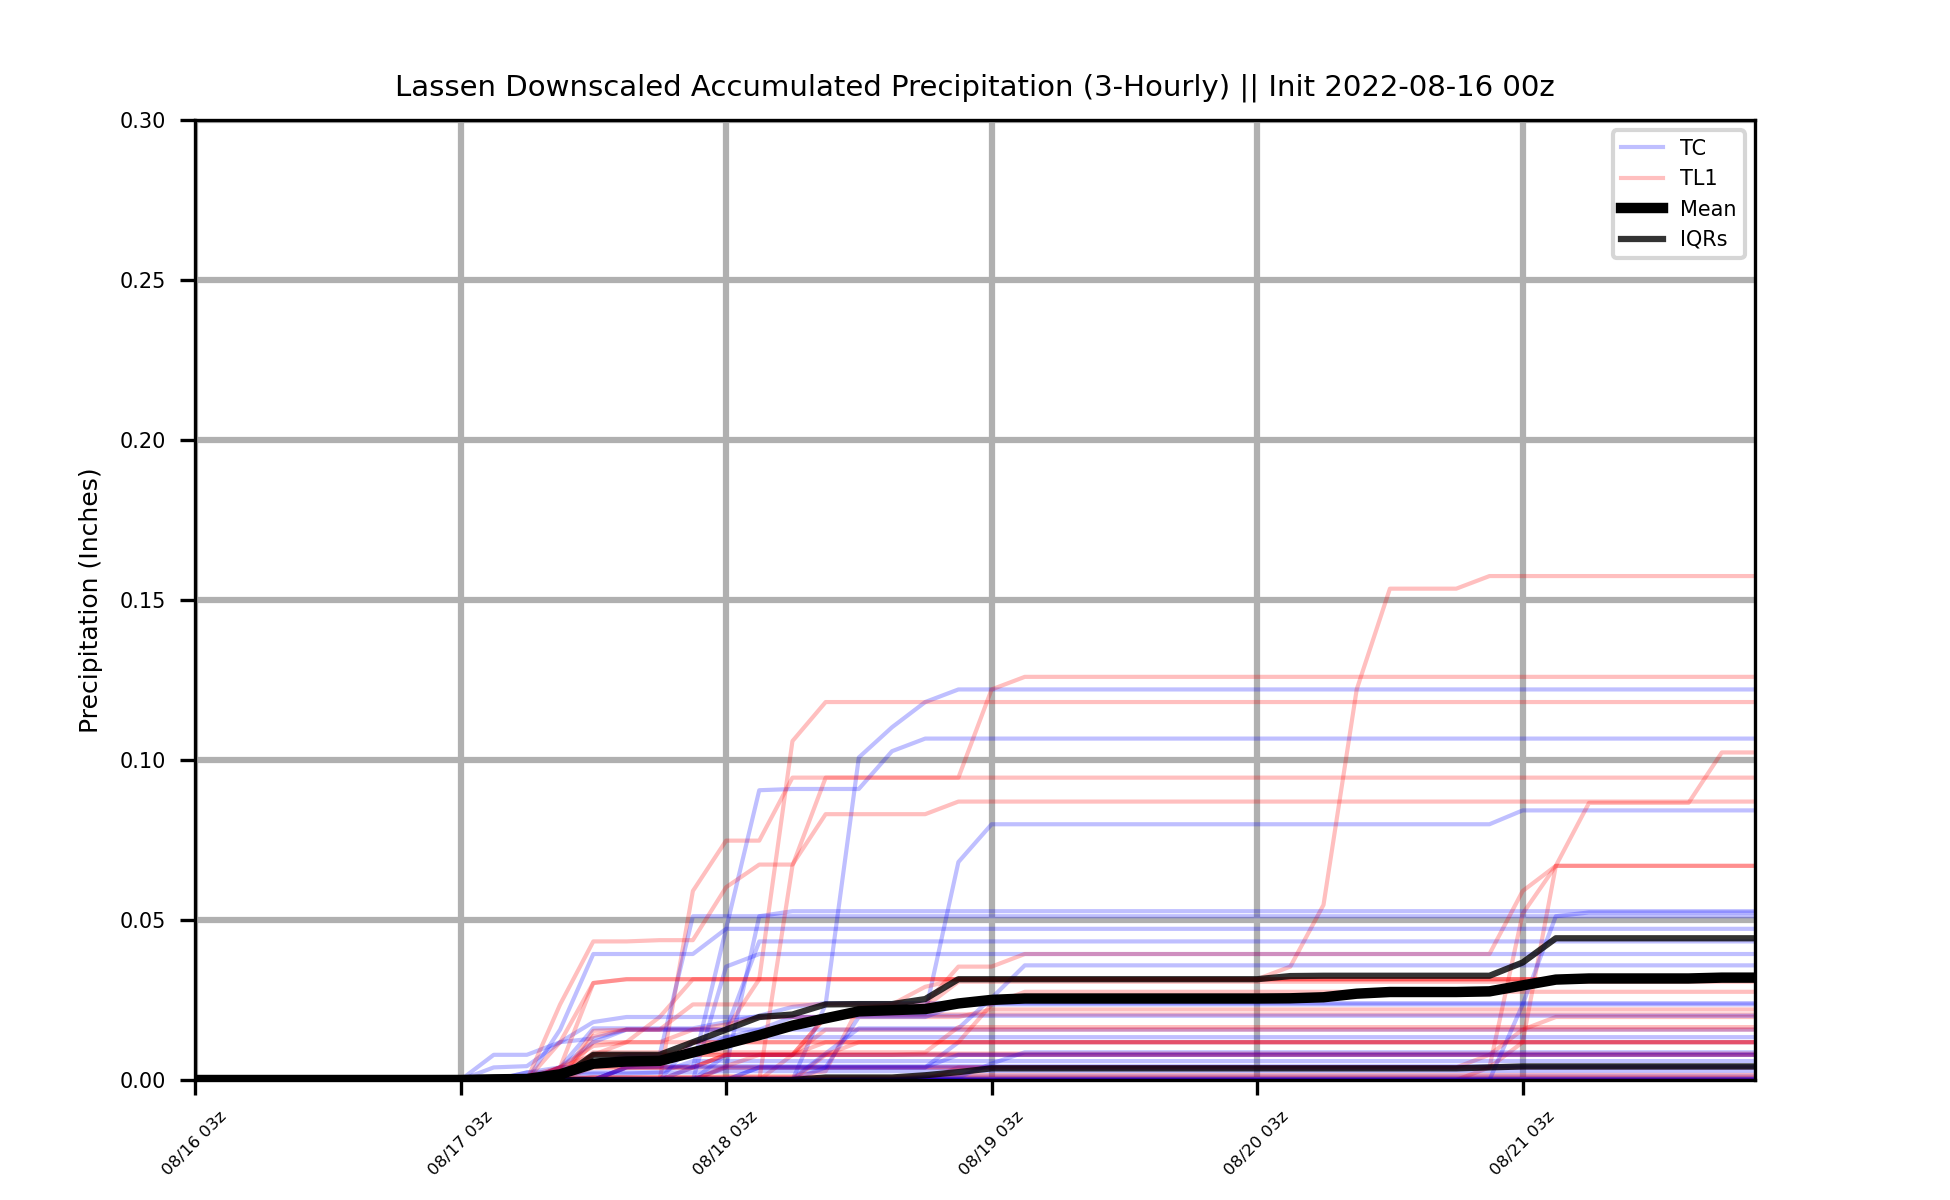 Lassen Downscaled Accumulated Precipitation (3-Hourly) || Init 2022-08-16 00z
TC
TL1
Mean
IQRs
Precipitation (Inches)
0.30
0.25
0.20
0.15
0.10
0.05
0.00
08/16 03z
08/17 03z
08/18 03z
08/19 03z
08/20 03z
08/21 03z